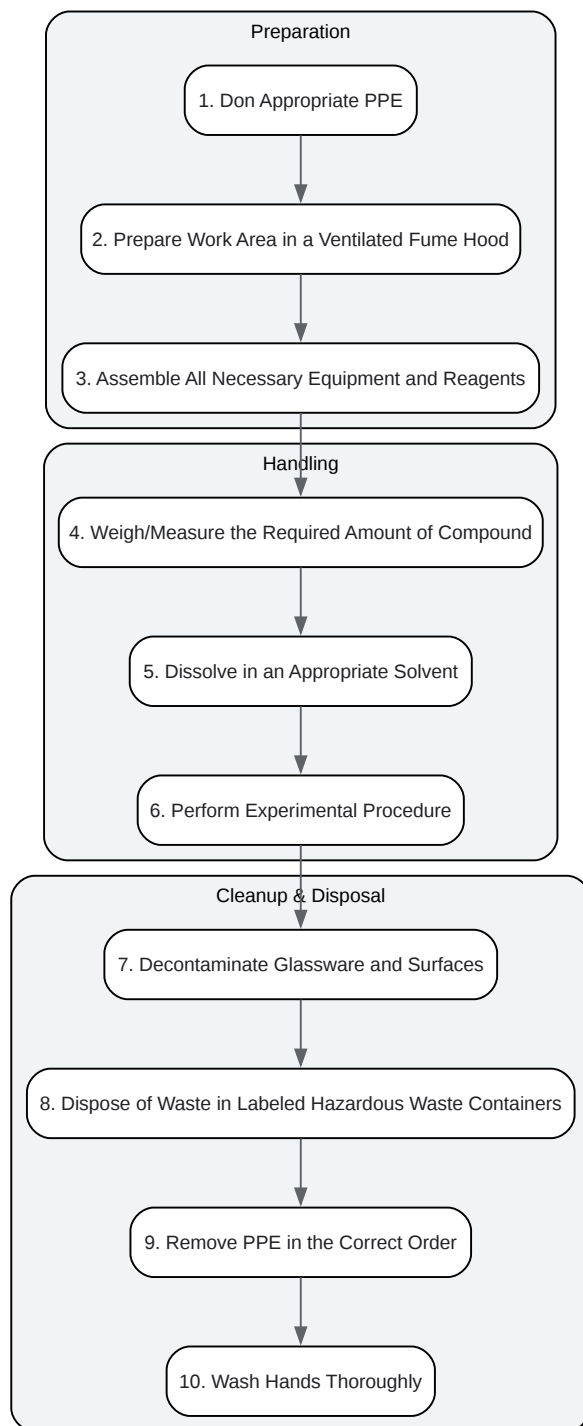 Preparation
1. Don Appropriate PPE
2. Prepare Work Area in a Ventilated Fume Hood
3. Assemble All Necessary Equipment and Reagents
Handling
4. Weigh/Measure the Required Amount of Compound
5. Dissolve in an Appropriate Solvent
6. Perform Experimental Procedure
Cleanup & Disposal
7. Decontaminate Glassware and Surfaces
8. Dispose of Waste in Labeled Hazardous Waste Containers
9. Remove PPE in the Correct Order
10. Wash Hands Thoroughly